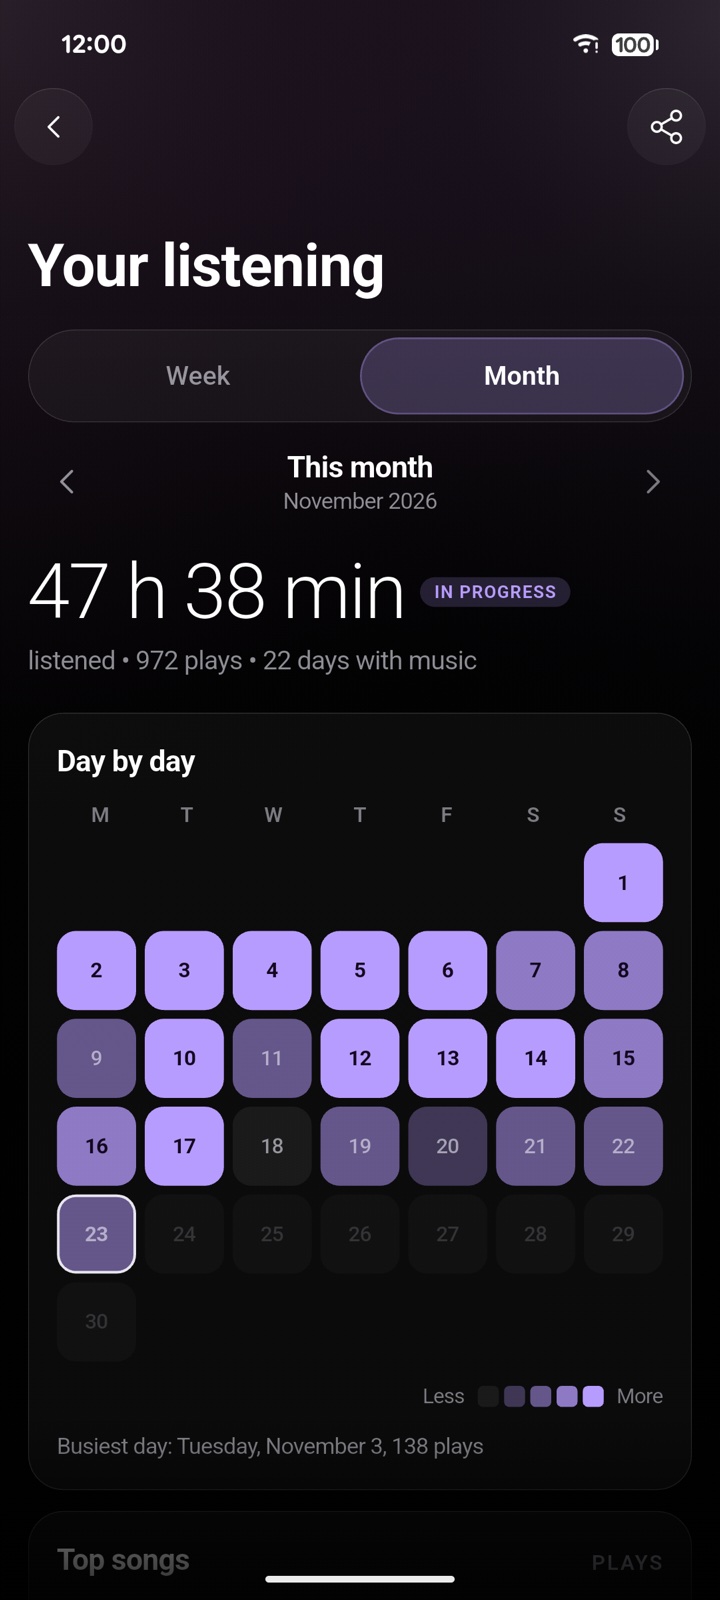 12:00
100
Your listening
Week Month
This month
November 2026
47 h 38 min IN PROGRESS
listened • 972 plays • 22 days with music
Day by day
M T W T F S S
1
2 3 4 5 6 7 8
9 10 11 12 13 14 15
16 17 18 19 20 21 22
23 24 25 26 27 28 29
30
Less More
Busiest day: Tuesday, November 3, 138 plays
Top songs PLAYS